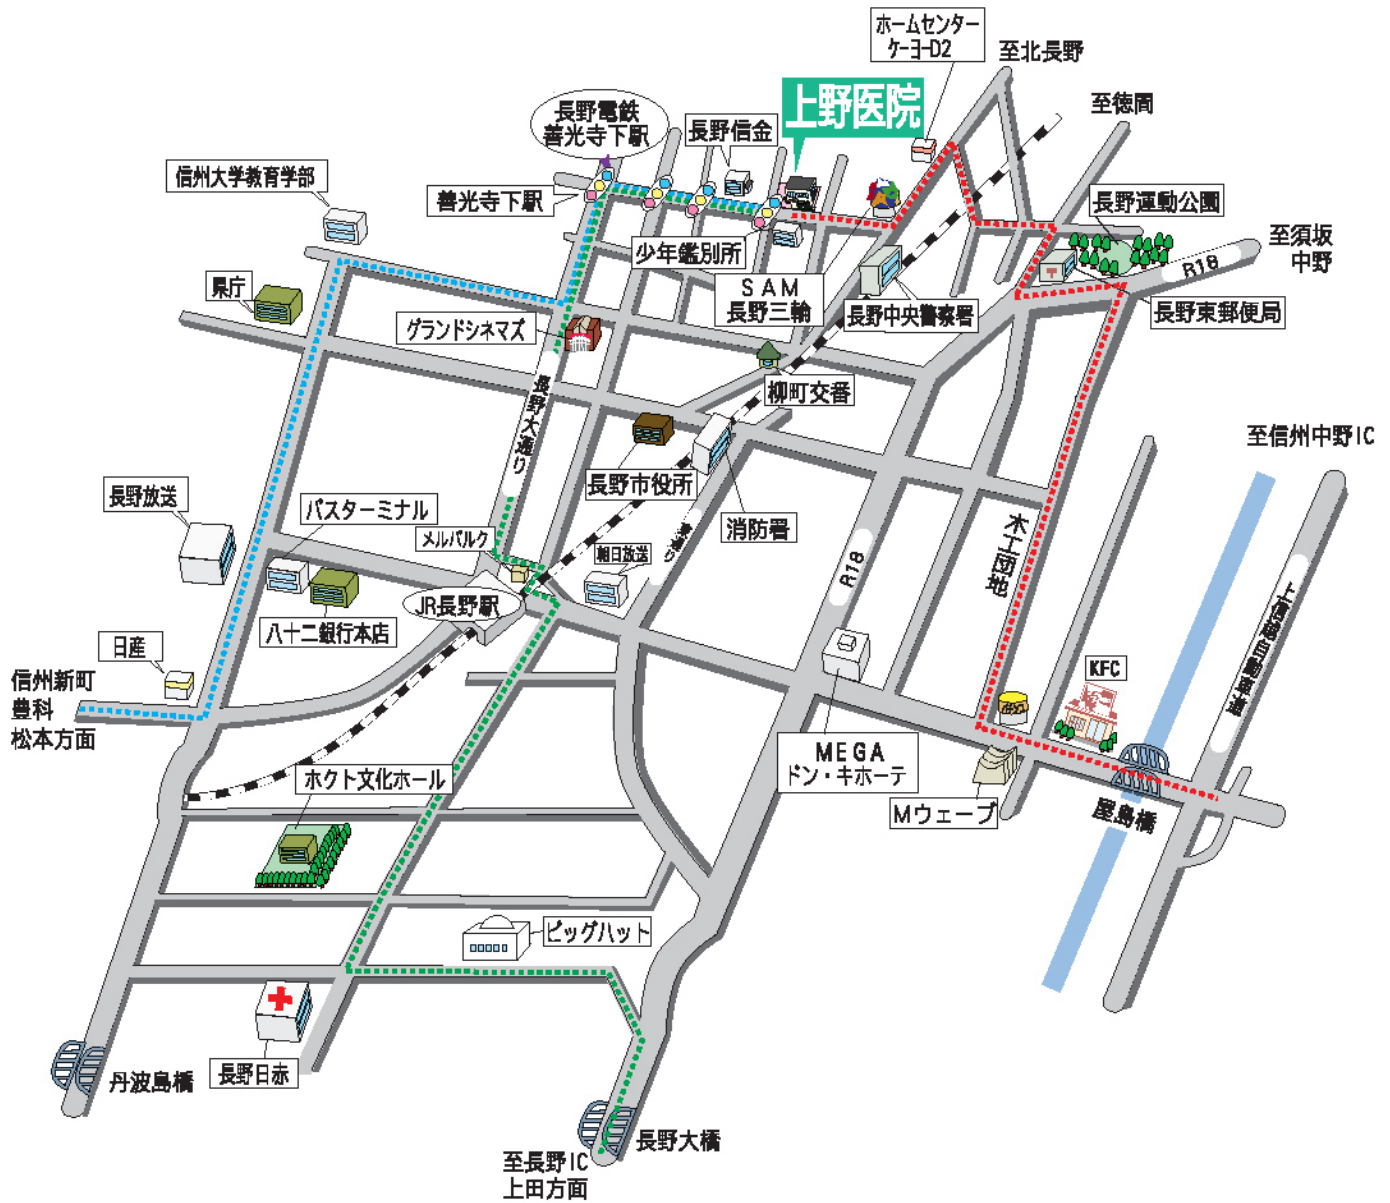 ホームセンター
ケーヨーD2
至北長野
至徳間
上野医院
長野電鉄
善光寺下駅
長野信金
信州大学教育学部
善光寺下駅
長野運動公園
少年鑑別所
至須坂
中野
R18
県庁
SAM
長野三輪
長野中央警察署
長野東郵便局
グランドシネマズ
柳町交番
長野大通り
至信州中野IC
長野市役所
長野放送
バスターミナル
消防署
木工団地
メルパルク
朝日放送
東通り
R18
JR長野駅
八十二銀行本店
日産
KFC
信州新町
豊科
松本方面
上信越自動車道
MEGA
ドン・キホーテ
ホクト文化ホール
Mウェーブ
屋島橋
ビッグハット
長野日赤
丹波島橋
長野大橋
至長野IC
上田方面